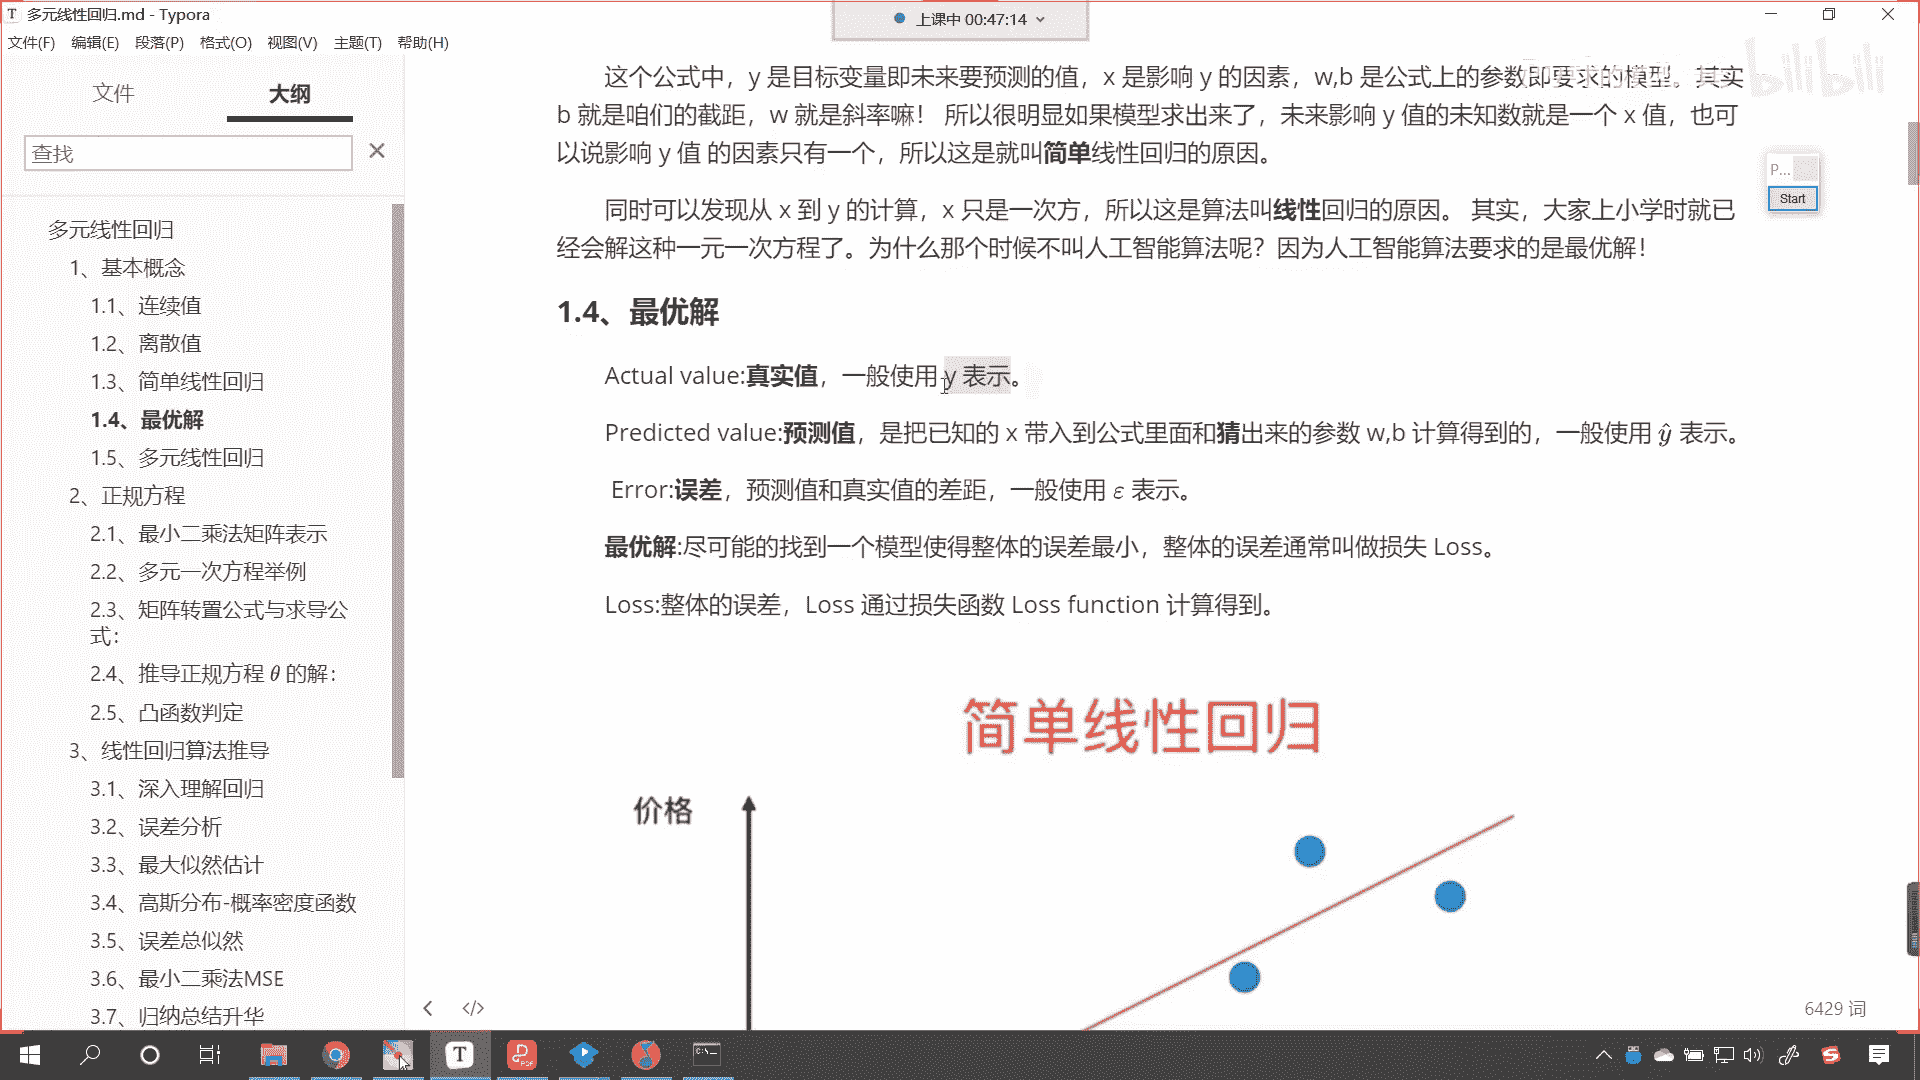 多元线性回归.md - Typora
上课中 00:47:14
文件(F) 编辑(E) 段落(P) 格式(O) 视图(V) 主题(T) 帮助(H)
文件 大纲
查找
多元线性回归
1、基本概念
1.1、连续值
1.2、离散值
1.3、简单线性回归
1.4、最优解
1.5、多元线性回归
2、正规方程
2.1、最小二乘法矩阵表示
2.2、多元一次方程举例
2.3、矩阵转置公式与求导公
式：
2.4、推导正规方程 θ 的解：
2.5、凸函数判定
3、线性回归算法推导
3.1、深入理解回归
3.2、误差分析
3.3、最大似然估计
3.4、高斯分布-概率密度函数
3.5、误差总似然
3.6、最小二乘法MSE
3.7、归纳总结升华
这个公式中，y 是目标变量即未来要预测的值，x 是影响 y 的因素，w,b 是公式上的参数即要求的模型。其实
b 就是咱们的截距，w 就是斜率嘛！ 所以很明显如果模型求出来了，未来影响 y 值的未知数就是一个 x 值，也可
以说影响 y 值 的因素只有一个，所以这是就叫简单线性回归的原因。
同时可以发现从 x 到 y 的计算，x 只是一次方，所以这是算法叫线性回归的原因。 其实，大家上小学时就已
经会解这种一元一次方程了。为什么那个时候不叫人工智能算法呢？因为人工智能算法要求的是最优解！
1.4、最优解
Actual value:真实值，一般使用 y 表示。
Predicted value:预测值，是把已知的 x 带入到公式里面和猜出来的参数 w,b 计算得到的，一般使用 ŷ 表示。
Error:误差，预测值和真实值的差距，一般使用 ε 表示。
最优解:尽可能的找到一个模型使得整体的误差最小，整体的误差通常叫做损失 Loss。
Loss:整体的误差，Loss 通过损失函数 Loss function 计算得到。
简单线性回归
价格
P...
Start
bilibili
6429 词